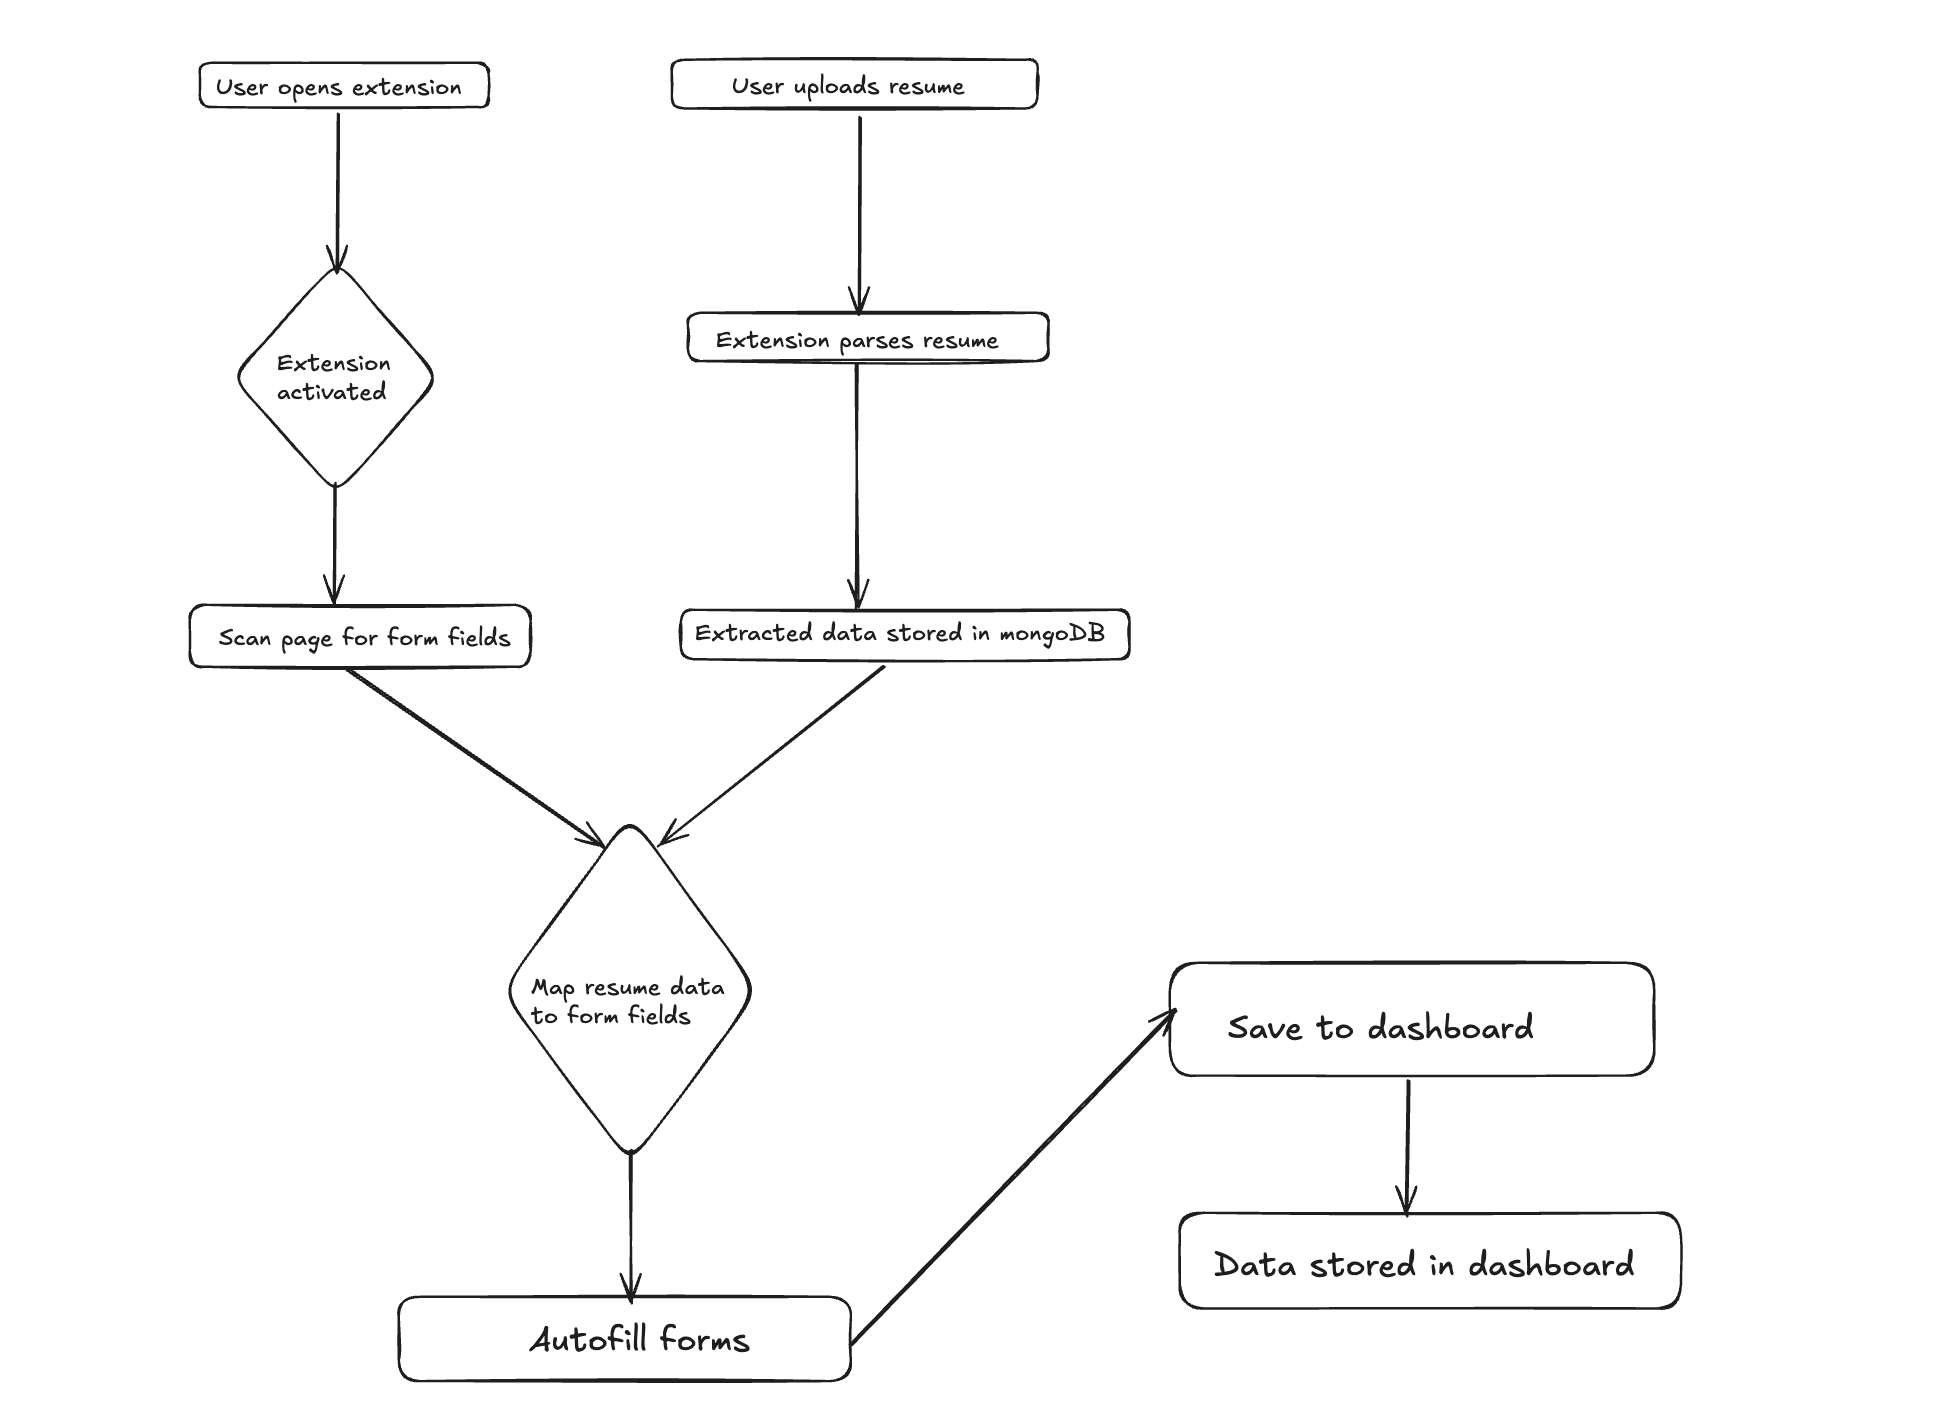 User opens extension
User uploads resume
Extension
activated
Extension parses resume
Scan page for form fields
Extracted data stored in mongoDB
Map resume data
to form fields
Save to dashboard
Data stored in dashboard
Autofill forms